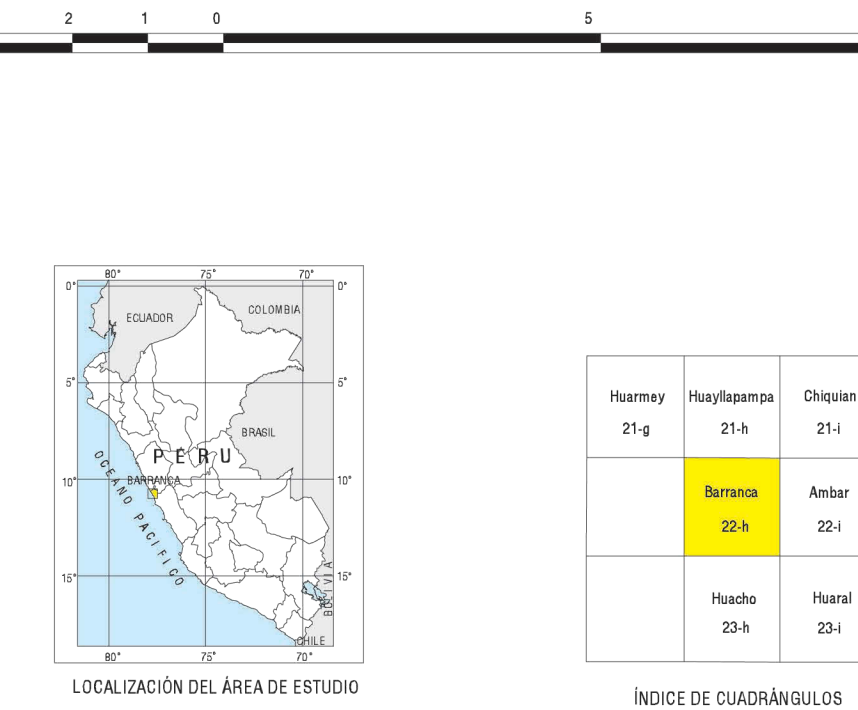 2 1 0 5
80° 75° 70°
0° 0°
COLOMBIA
ECUADOR
5° 5°
BRASIL
PERU
10° BARRANCA 10°
OCEANO PACIFICO
15° 15°
BOLIVIA
CHILE
80° 75° 70°
LOCALIZACIÓN DEL ÁREA DE ESTUDIO
Huarmey Huayllapampa Chiquian
21-g 21-h 21-i
Barranca Ambar
22-h 22-i
Huacho Huaral
23-h 23-i
ÍNDICE DE CUADRÁNGULOS